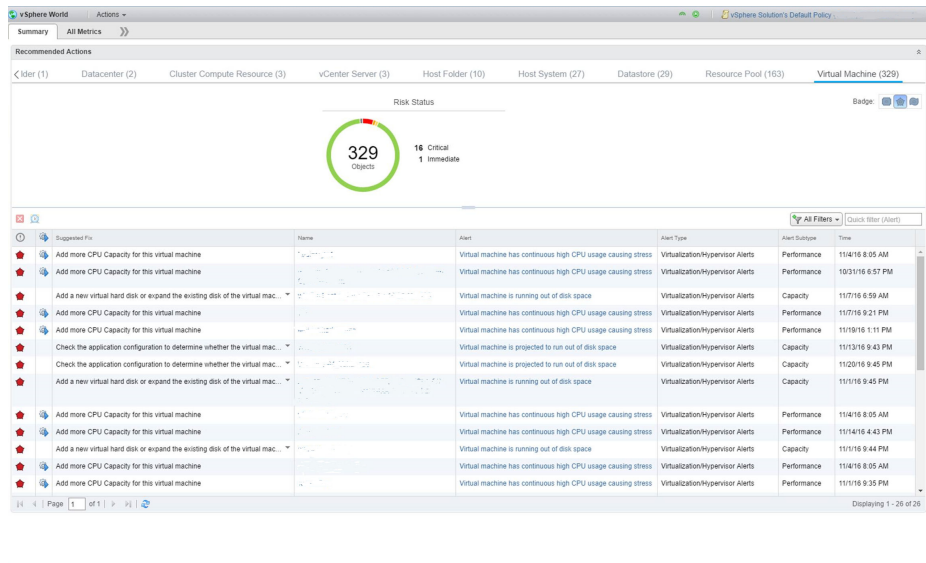 vSphere World Actions vSphere Solution's Default Policy
Summary All Metrics
Recommended Actions
lder (1) Datacenter (2) Cluster Compute Resource (3) vCenter Server (3) Host Folder (10) Host System (27) Datastore (29) Resource Pool (163) Virtual Machine (329)
Risk Status Badge:
329
Objects
16 Critical
1 Immediate
All Filters Quick filter (Alert)
Suggested Fix Name Alert Alert Type Alert Subtype Time
Add more CPU Capacity for this virtual machine Virtual machine has continuous high CPU usage causing stress Virtualization/Hypervisor Alerts Performance 11/4/16 8:05 AM
Add more CPU Capacity for this virtual machine Virtual machine has continuous high CPU usage causing stress Virtualization/Hypervisor Alerts Performance 10/31/16 6:57 PM
Add a new virtual hard disk or expand the existing disk of the virtual mac... Virtual machine is running out of disk space Virtualization/Hypervisor Alerts Capacity 11/7/16 6:59 AM
Add more CPU Capacity for this virtual machine Virtual machine has continuous high CPU usage causing stress Virtualization/Hypervisor Alerts Performance 11/7/16 9:21 PM
Add more CPU Capacity for this virtual machine Virtual machine has continuous high CPU usage causing stress Virtualization/Hypervisor Alerts Performance 11/19/16 1:11 PM
Check the application configuration to determine whether the virtual mac... Virtual machine is projected to run out of disk space Virtualization/Hypervisor Alerts Capacity 11/13/16 9:43 PM
Check the application configuration to determine whether the virtual mac... Virtual machine is projected to run out of disk space Virtualization/Hypervisor Alerts Capacity 11/20/16 9:45 PM
Add a new virtual hard disk or expand the existing disk of the virtual mac... Virtual machine is running out of disk space Virtualization/Hypervisor Alerts Capacity 11/1/16 9:45 PM
Add more CPU Capacity for this virtual machine Virtual machine has continuous high CPU usage causing stress Virtualization/Hypervisor Alerts Performance 11/4/16 8:05 AM
Add more CPU Capacity for this virtual machine Virtual machine has continuous high CPU usage causing stress Virtualization/Hypervisor Alerts Performance 11/14/16 4:43 PM
Add a new virtual hard disk or expand the existing disk of the virtual mac... Virtual machine is running out of disk space Virtualization/Hypervisor Alerts Capacity 11/1/16 9:44 PM
Add more CPU Capacity for this virtual machine Virtual machine has continuous high CPU usage causing stress Virtualization/Hypervisor Alerts Performance 11/4/16 8:05 AM
Add more CPU Capacity for this virtual machine Virtual machine has continuous high CPU usage causing stress Virtualization/Hypervisor Alerts Performance 11/1/16 9:35 PM
Page 1 of 1 Displaying 1 - 26 of 26